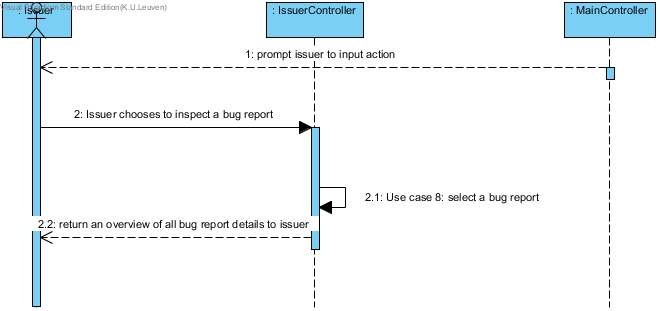 Standard Edition(K.U.Leuven)
: Issuer
: IssuerController
: MainController
1: prompt issuer to input action
2: Issuer chooses to inspect a bug report
2.1: Use case 8: select a bug report
2.2: return an overview of all bug report details to issuer